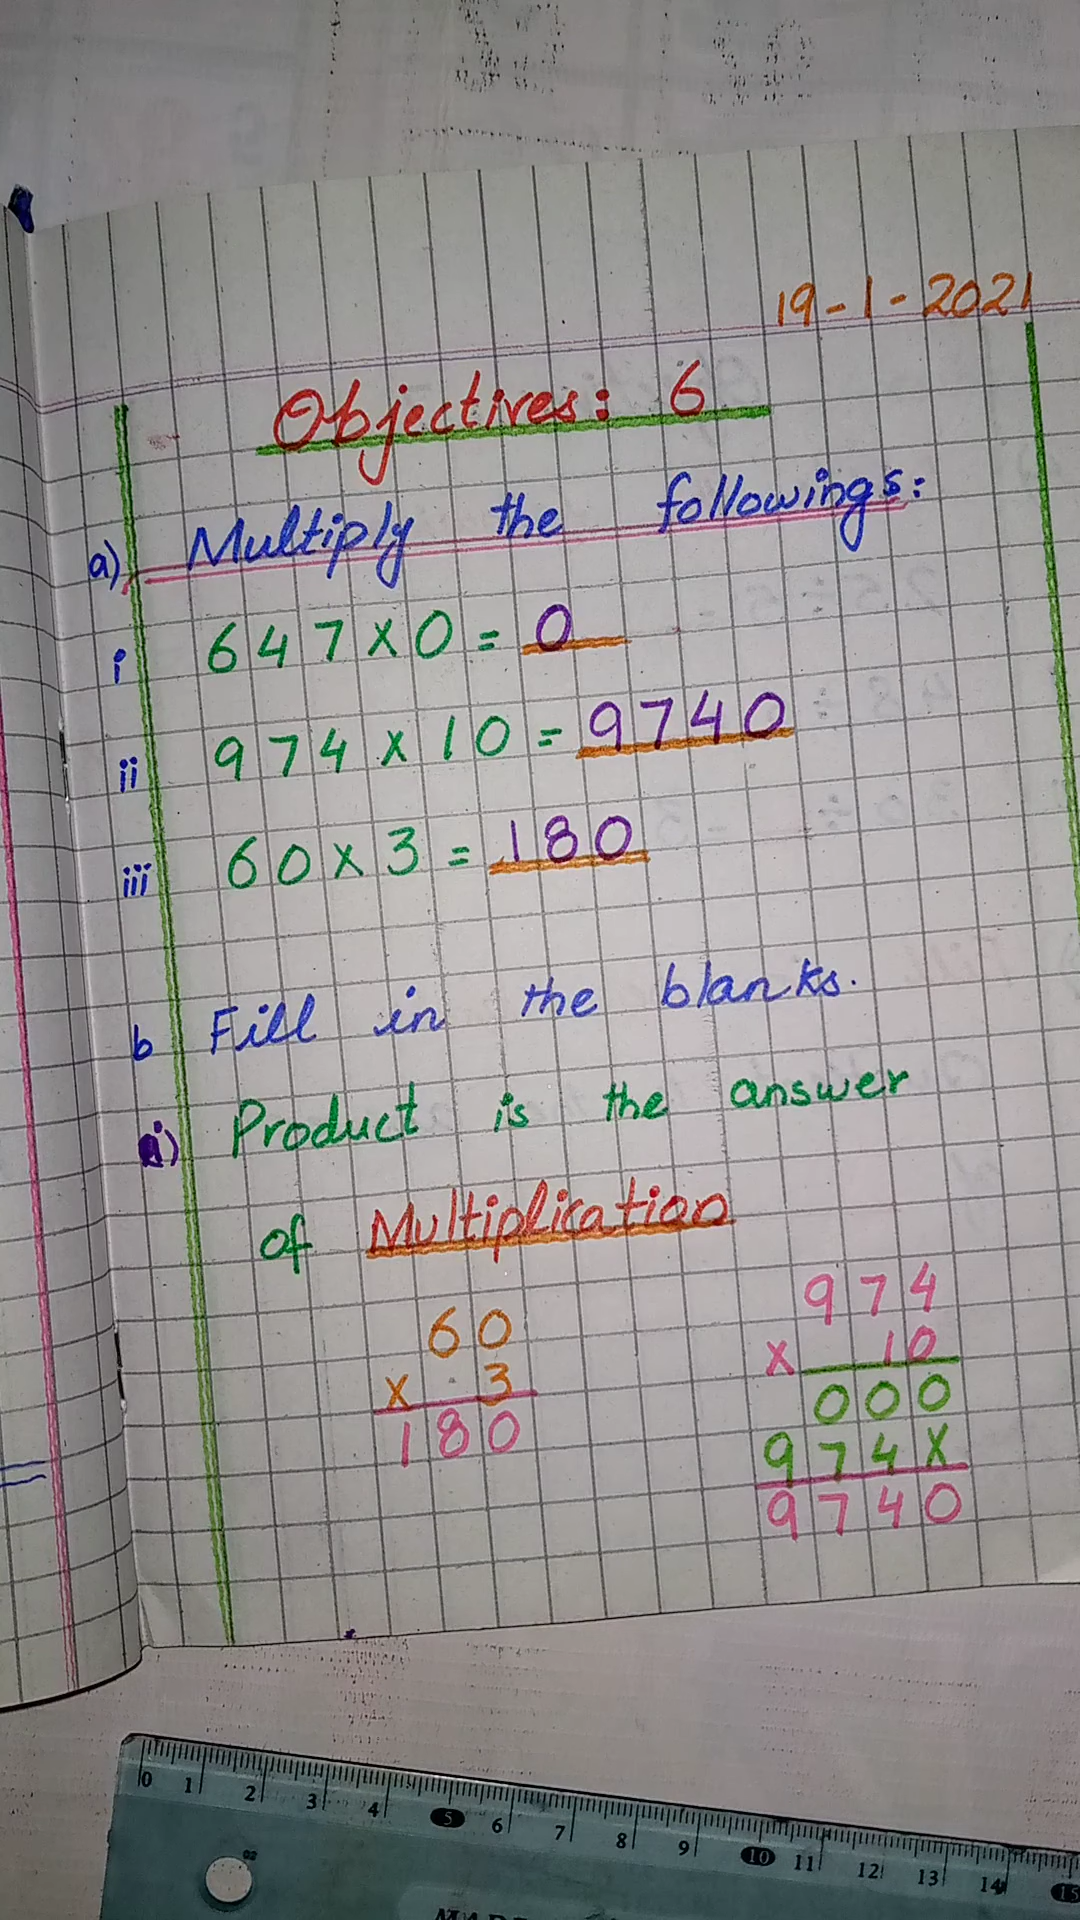 19-1-2021
Objectives: 6
a) Multiply the followings:
i 647 x 0 = 0
ii 974 x 10 = 9740
iii 60 x 3 = 180
b Fill in the blanks.
i) Product is the answer
of Multiplication
60
x 3
180
974
x 10
000
974x
9740
0 1 2 3 4 5 6 7 8 9 10 11 12 13 14 15